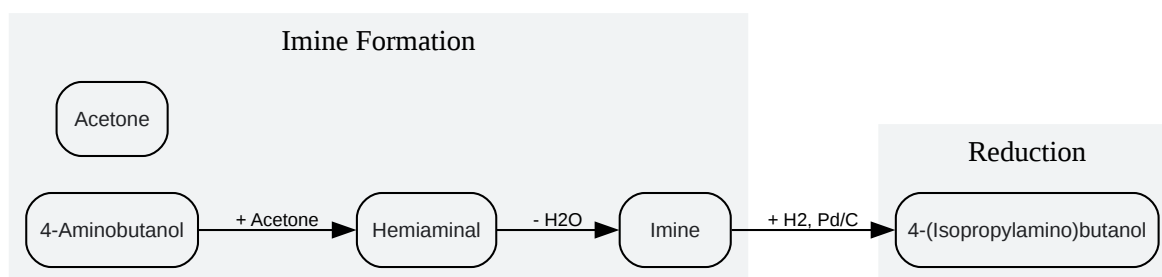 Imine Formation
Acetone
4-Aminobutanol
+ Acetone
Hemiaminal
- H2O
Imine
+ H2, Pd/C
Reduction
4-(Isopropylamino)butanol